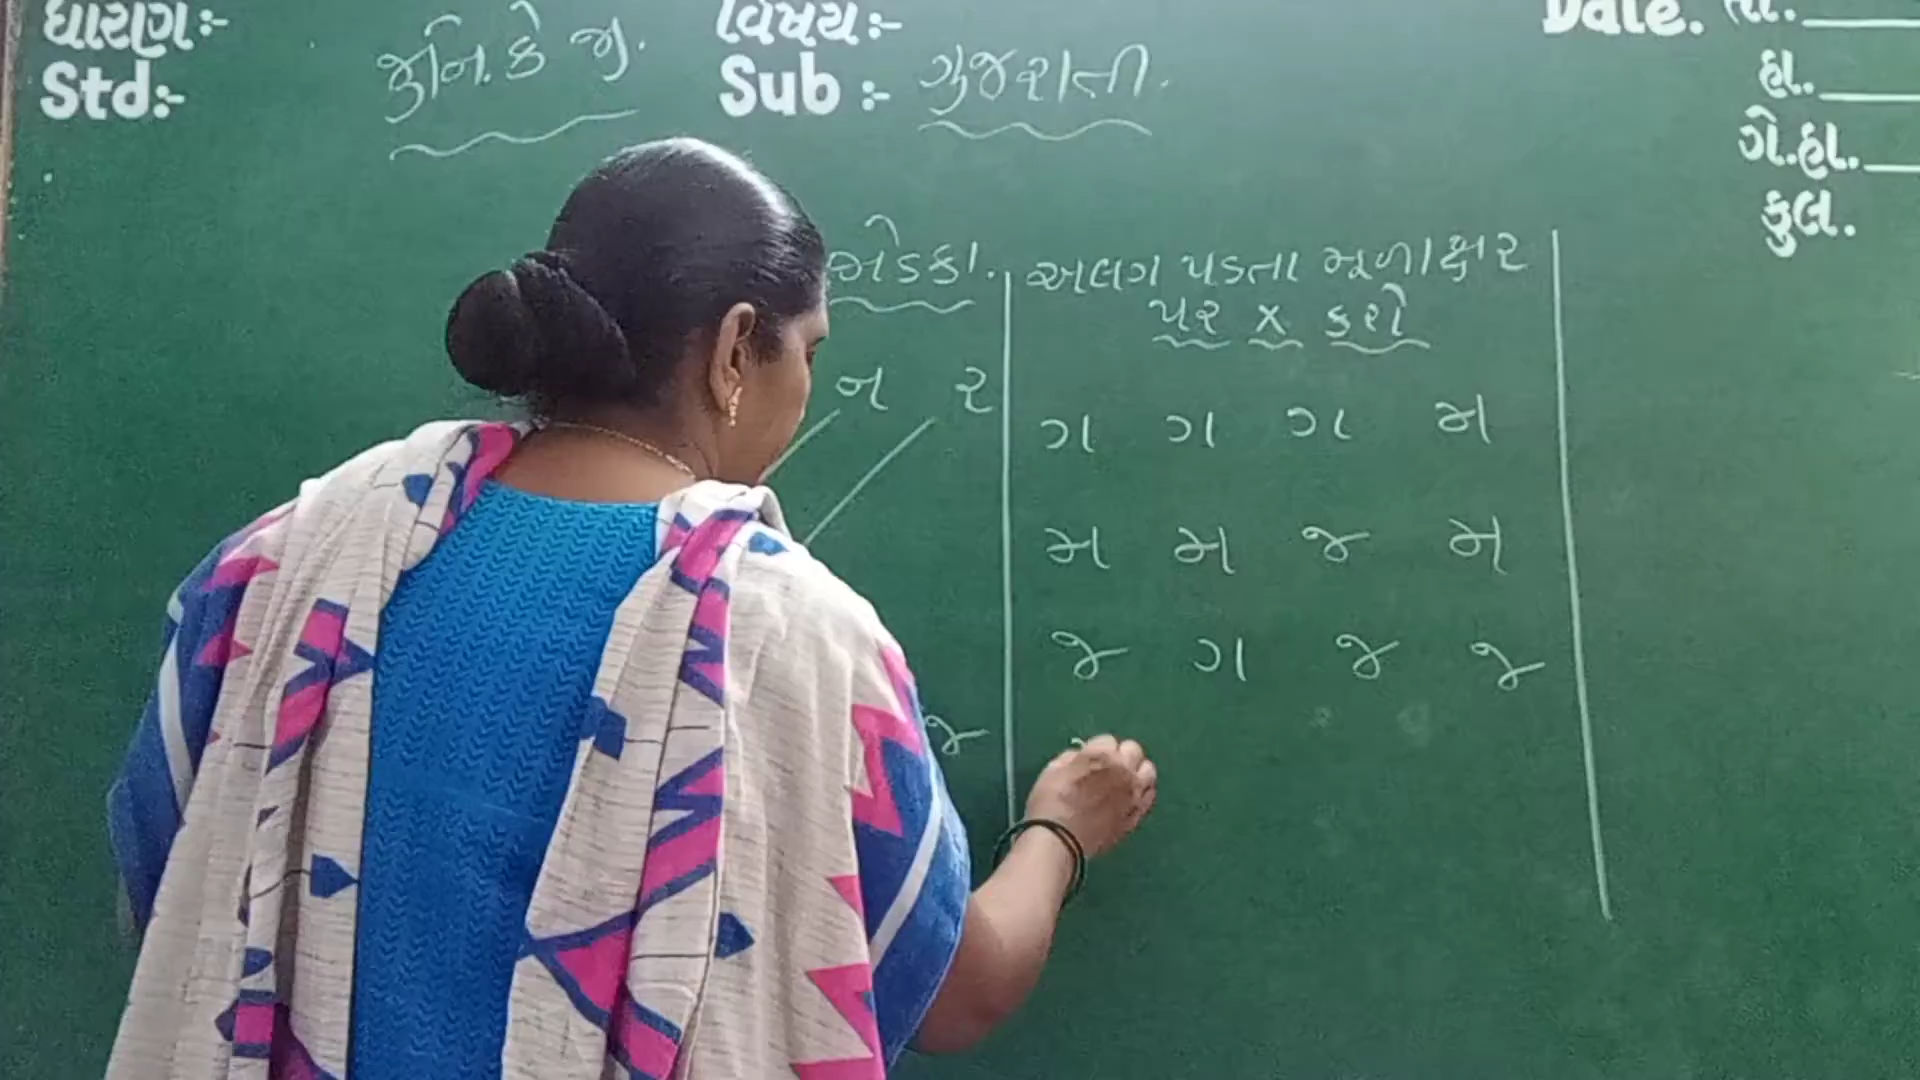 ધોરણ:- વિષય:- Date. તા.
Std:- જુનિ. કે જી. Sub :- ગુજરાતી.
હા.
ગે.હા.
કુલ.
જોડકા.
અલગ પડતા મૂળાક્ષર
પર x કરો
ન ર
ગ ગ ગ મ
મ મ જ મ
જ ગ જ જ
જ